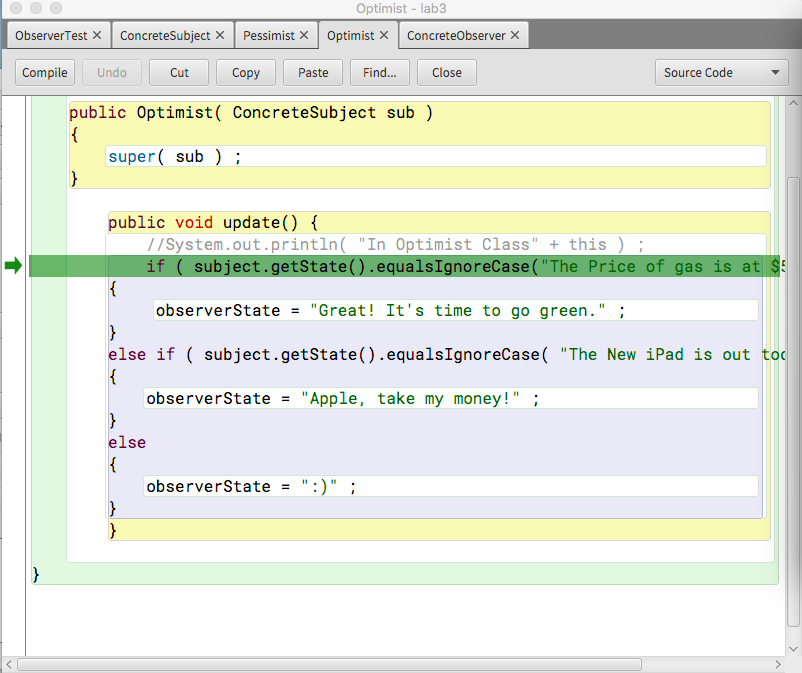 Optimist - lab3
ObserverTest ✕ ConcreteSubject ✕ Pessimist ✕ Optimist ✕ ConcreteObserver ✕
Compile Undo Cut Copy Paste Find... Close Source Code
public Optimist( ConcreteSubject sub )
{
super( sub ) ;
}
public void update() {
//System.out.println( "In Optimist Class" + this ) ;
if ( subject.getState().equalsIgnoreCase("The Price of gas is at $5
{
observerState = "Great! It's time to go green." ;
}
else if ( subject.getState().equalsIgnoreCase( "The New iPad is out
{
observerState = "Apple, take my money!" ;
}
else
{
observerState = ":)" ;
}
}
}